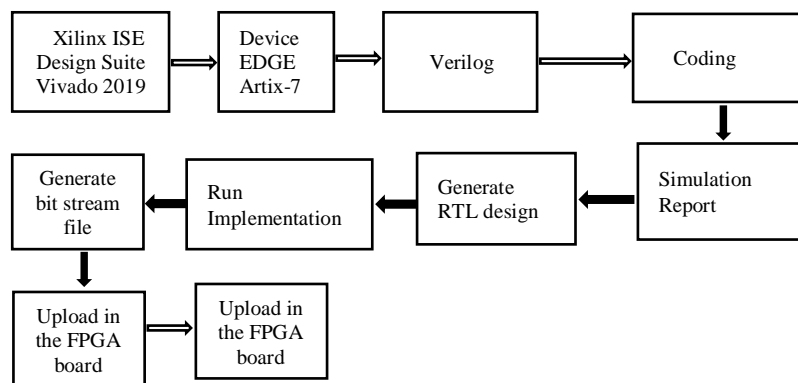 Xilinx ISE
Design Suite
Vivado 2019
Device
EDGE
Artix-7
Verilog
Coding
Simulation
Report
Generate
RTL design
Run
Implementation
Generate
bit stream
file
Upload in
the FPGA
board
Upload in
the FPGA
board